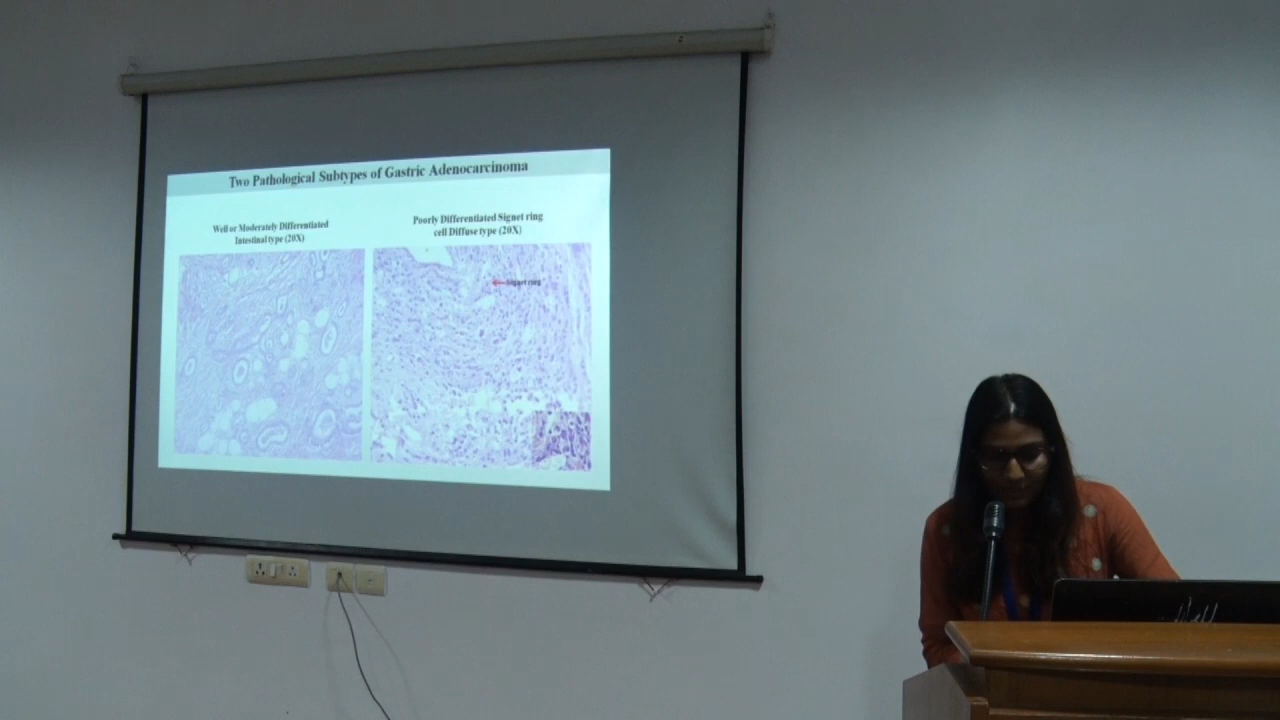 Two Pathological Subtypes of Gastric Adenocarcinoma
Well or Moderately Differentiated
Intestinal type (20X)
Poorly Differentiated Signet ring
cell Diffuse type (20X)
Signet ring